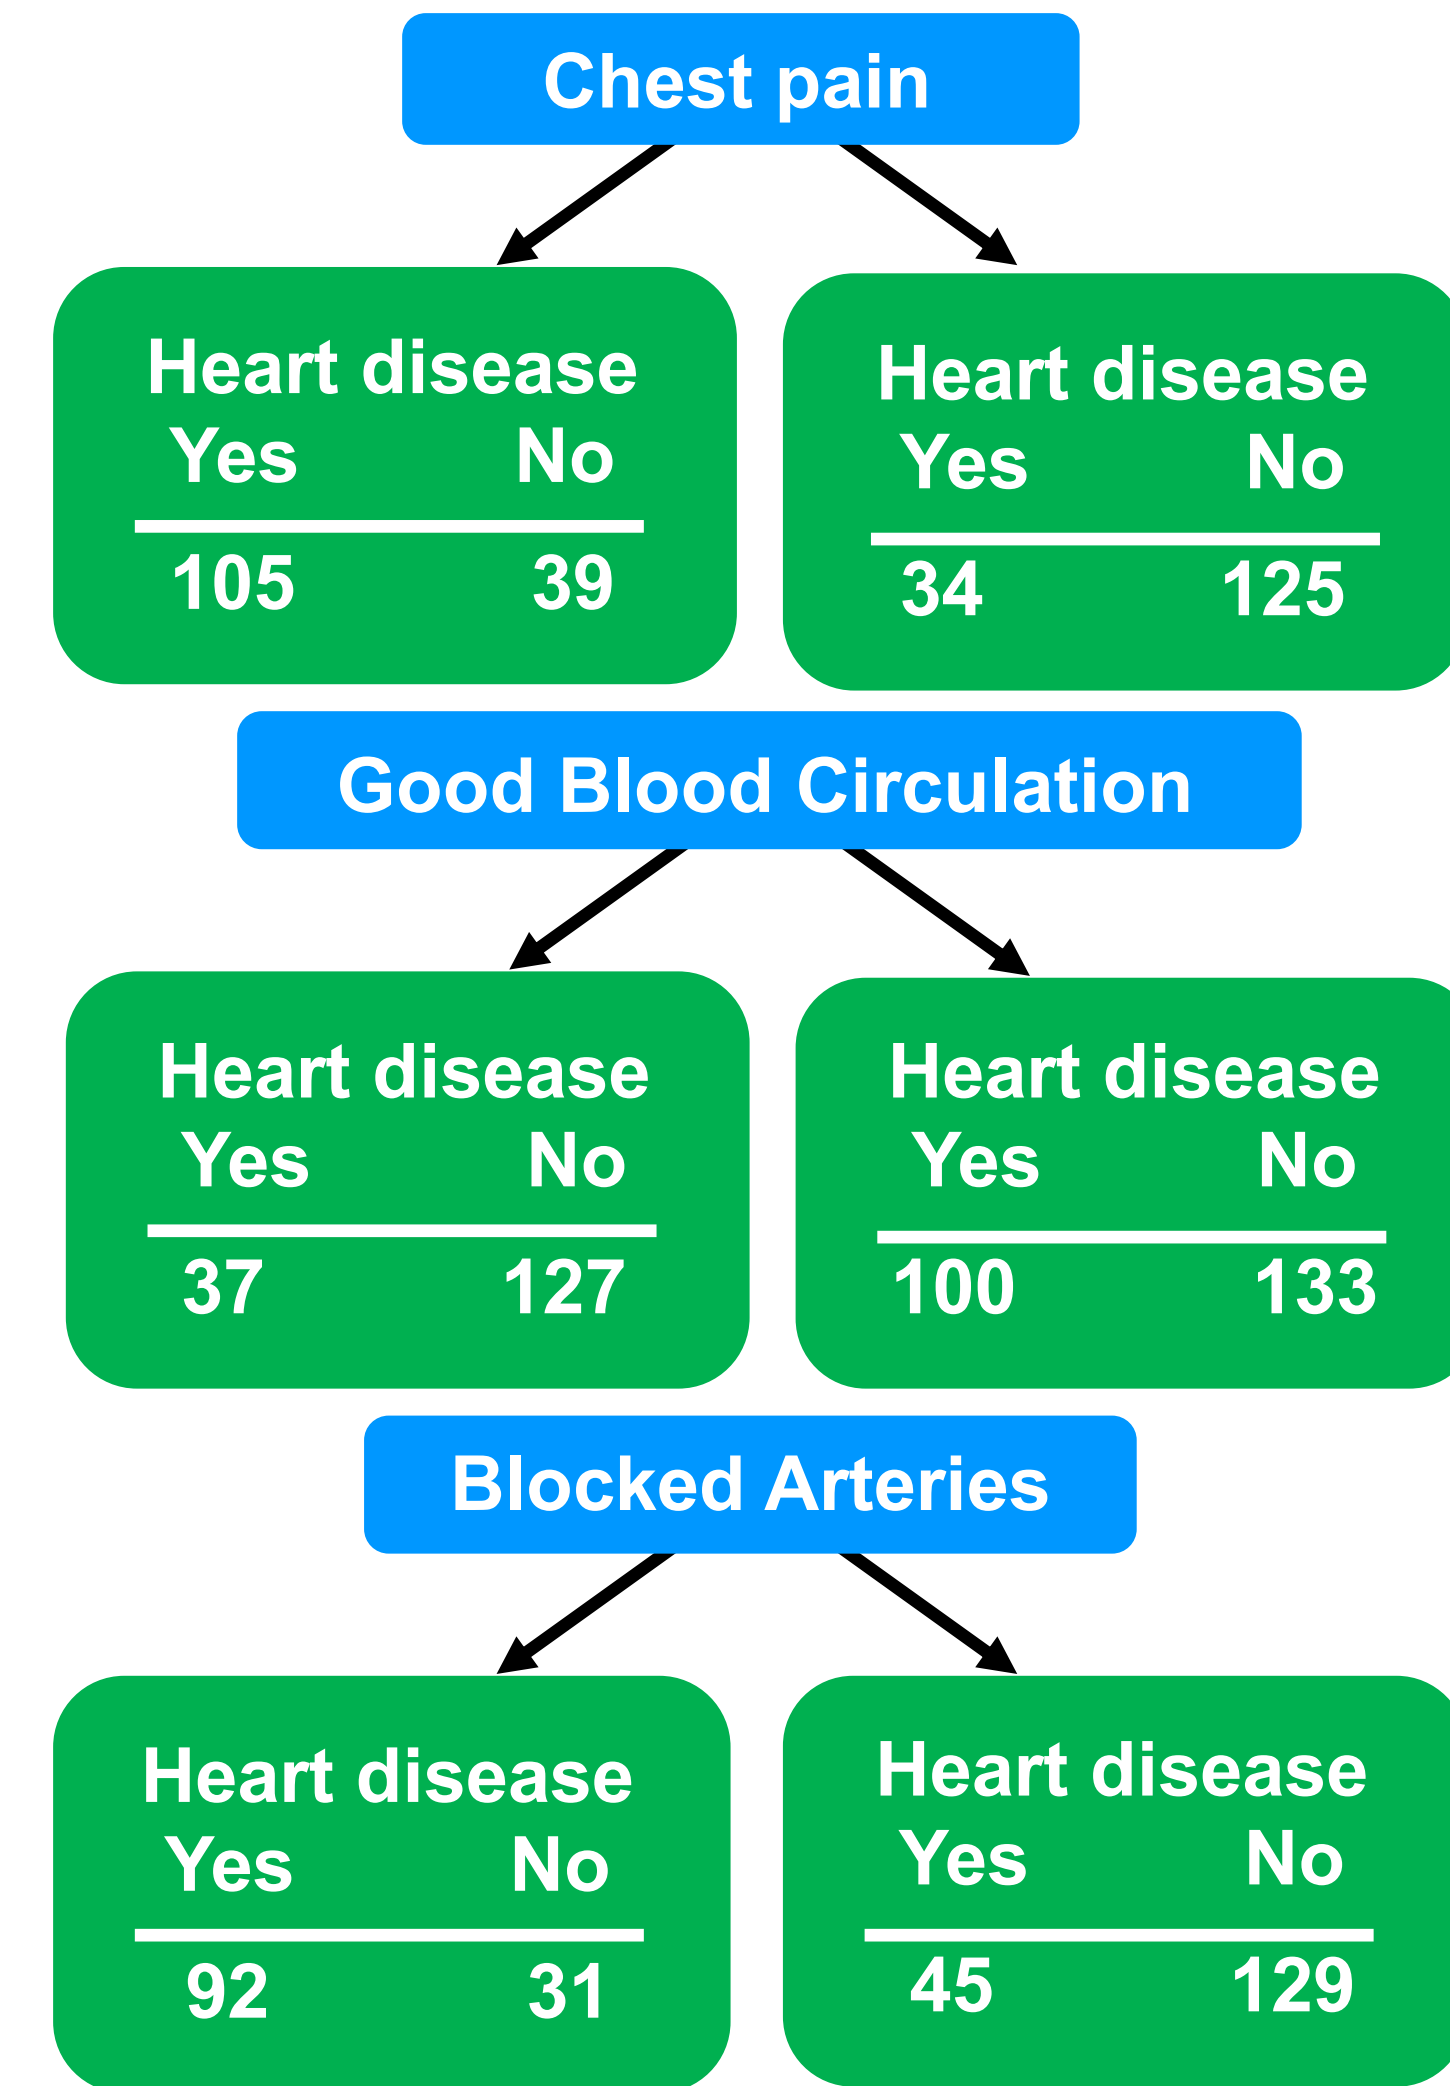 Chest pain
Heart disease
Yes No
105 39
Heart disease
Yes No
34 125
Good Blood Circulation
Heart disease
Yes No
37 127
Heart disease
Yes No
100 133
Blocked Arteries
Heart disease
Yes No
92 31
Heart disease
Yes No
45 129